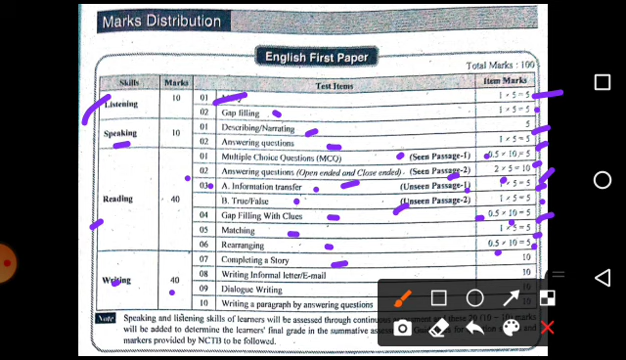 Marks Distribution
English First Paper
Total Marks : 100
Skills Marks Test Items Item Marks
Listening 10 01 1 × 5 = 5
02 Gap filling 1 × 5 = 5
Speaking 10 01 Describing/Narrating 5
02 Answering questions 1 × 5 = 5
Reading 40 01 Multiple Choice Questions (MCQ) (Seen Passage-1) 0.5 × 10 = 5
02 Answering questions (Open ended and Close ended) (Seen Passage-2) 2 × 5 = 10
03 A. Information transfer (Unseen Passage-1) × 5 = 5
B. True/False (Unseen Passage-2) 1 × 5 = 5
04 Gap Filling With Clues 0.5 × 10 = 5
05 Matching 1 × 5 = 5
06 Rearranging 0.5 × 10 = 5
Writing 40 07 Completing a Story 10
08 Writing Informal letter/E-mail 10
09 Dialogue Writing
10 Writing a paragraph by answering questions
Note Speaking and listening skills of learners will be assessed through continuous and these 20 (10 + 10) marks
will be added to determine the learners' final grade in the summative
markers provided by NCTB to be followed.